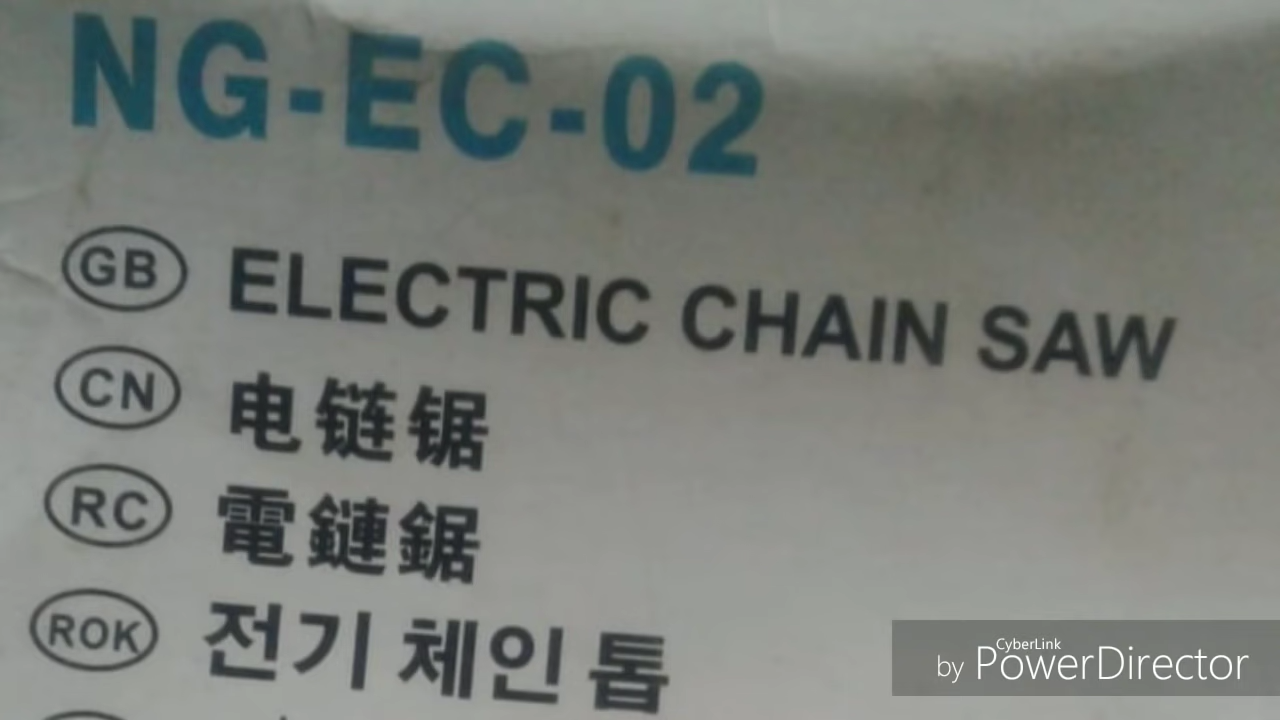 NG-EC-02
GB ELECTRIC CHAIN SAW
CN 电链锯
RC 電鏈鋸
ROK 전기 체인 톱
CyberLink
by PowerDirector